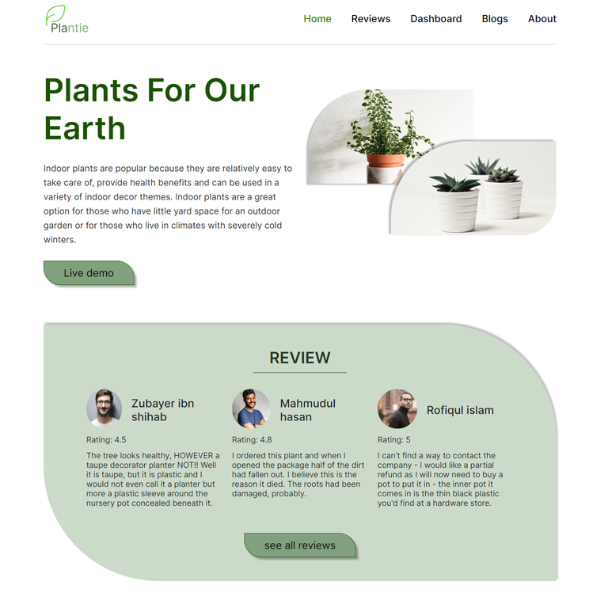 Plantie
Home Reviews Dashboard Blogs About
Plants For Our
Earth
Indoor plants are popular because they are relatively easy to
take care of, provide health benefits and can be used in a
variety of indoor decor themes. Indoor plants are a great
option for those who have little yard space for an outdoor
garden or for those who live in climates with severely cold
winters.
Live demo
REVIEW
Zubayer ibn
shihab
Rating: 4.5
The tree looks healthy, HOWEVER a
taupe decorator planter NOT!! Well
it is taupe, but it is plastic and I
would not even call it a planter but
more a plastic sleeve around the
nursery pot concealed beneath it.
Mahmudul
hasan
Rating: 4.8
I ordered this plant and when I
opened the package half of the dirt
had fallen out. I believe this is the
reason it died. The roots had been
damaged, probably.
Rofiqul islam
Rating: 5
I can't find a way to contact the
company - I would like a partial
refund as I will now need to buy a
pot to put it in - the inner pot it
comes in is the thin black plastic
you'd find at a hardware store.
see all reviews